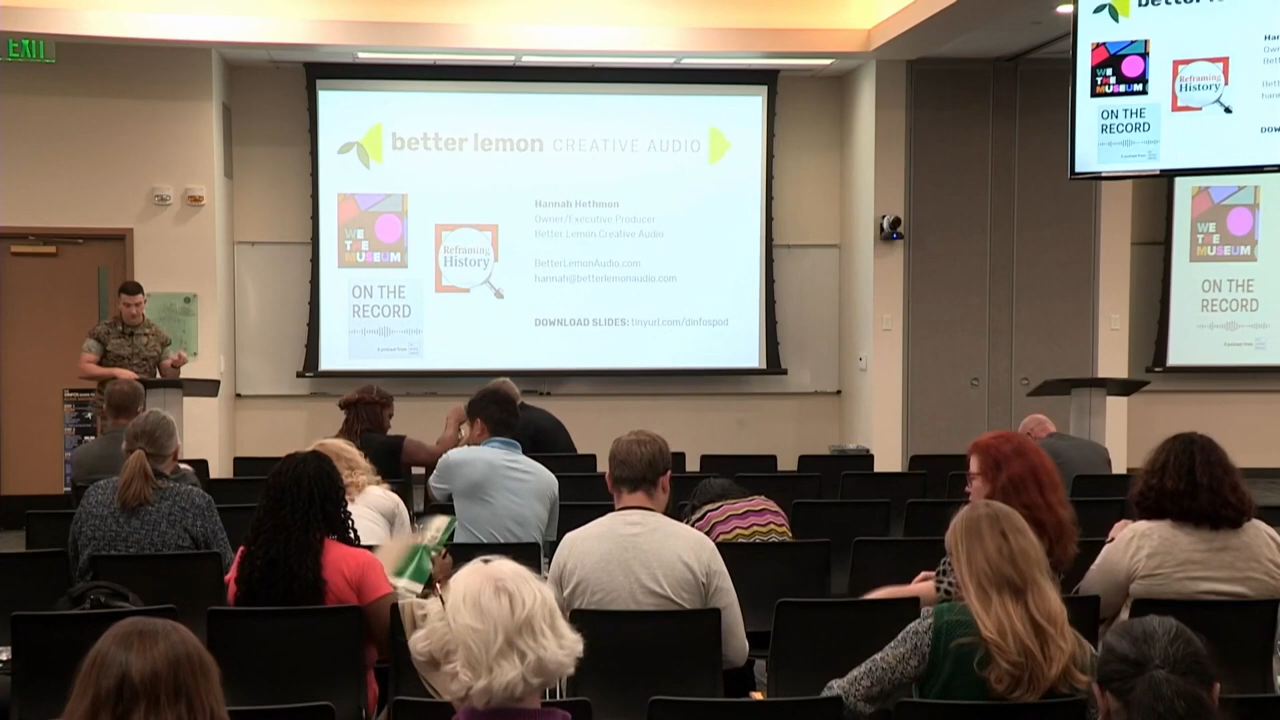 EXIT
better lemon CREATIVE AUDIO
WE
THE
MUSEUM
Reframing
History
ON THE
RECORD
A podcast from
Hannah Hethmon
Owner/Executive Producer
Better Lemon Creative Audio
BetterLemonAudio.com
hannah@betterlemonaudio.com
DOWNLOAD SLIDES: tinyurl.com/dinfospod
WE
THE
MUSEUM
Reframing
History
ON THE
RECORD
WE
THE
MUSEUM
ON THE
RECORD